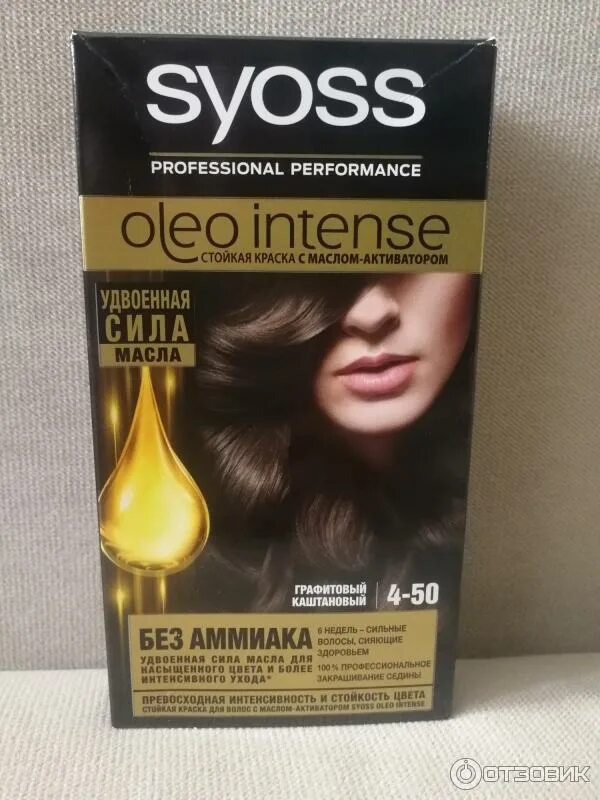 syoss
PROFESSIONAL PERFORMANCE
oleo intense
СТОЙКАЯ КРАСКА С МАСЛОМ-АКТИВАТОРОМ
УДВОЕННАЯ
СИЛА
МАСЛА
ГРАФИТОВЫЙ
КАШТАНОВЫЙ
4-50
БЕЗ АММИАКА
УДВОЕННАЯ СИЛА МАСЛА ДЛЯ
НАСЫЩЕННОГО ЦВЕТА И БОЛЕЕ
ИНТЕНСИВНОГО УХОДА*
6 НЕДЕЛЬ – СИЛЬНЫЕ
ВОЛОСЫ, СИЯЮЩИЕ
ЗДОРОВЬЕМ
100% ПРОФЕССИОНАЛЬНОЕ
ЗАКРАШИВАНИЕ СЕДИНЫ
ПРЕВОСХОДНАЯ ИНТЕНСИВНОСТЬ И СТОЙКОСТЬ ЦВЕТА
СТОЙКАЯ КРАСКА ДЛЯ ВОЛОС С МАСЛОМ-АКТИВАТОРОМ SYOSS OLEO INTENSE
ОТЗОВИК